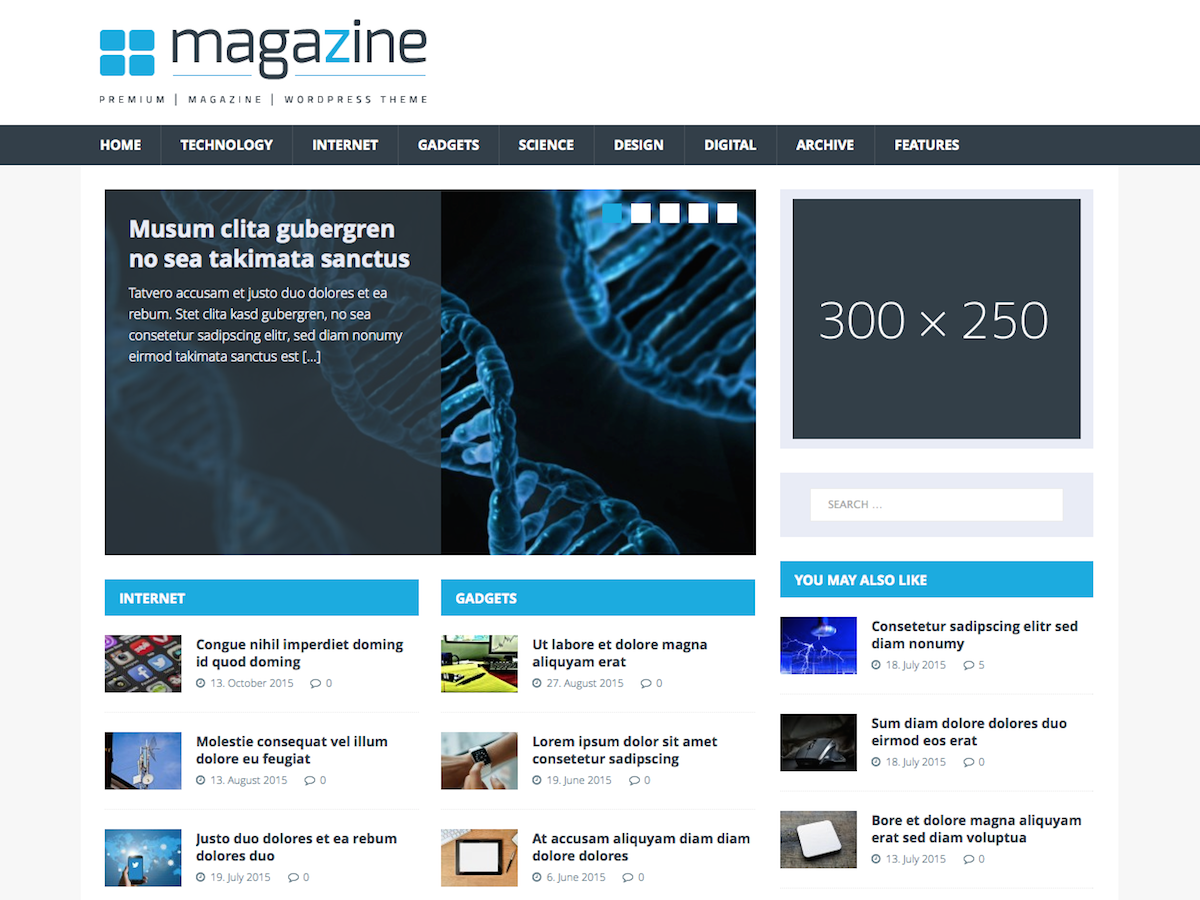 magazine
PREMIUM | MAGAZINE | WORDPRESS THEME
HOME TECHNOLOGY INTERNET GADGETS SCIENCE DESIGN DIGITAL ARCHIVE FEATURES
Musum clita gubergren
no sea takimata sanctus
Tatvero accusam et justo duo dolores et ea
rebum. Stet clita kasd gubergren, no sea
consetetur sadipscing elitr, sed diam nonumy
eirmod takimata sanctus est [...]
300 × 250
SEARCH ...
INTERNET
Congue nihil imperdiet doming
id quod doming
13. October 2015 0
Molestie consequat vel illum
dolore eu feugiat
13. August 2015 0
Justo duo dolores et ea rebum
dolores duo
19. July 2015 0
GADGETS
Ut labore et dolore magna
aliquyam erat
27. August 2015 0
Lorem ipsum dolor sit amet
consetetur sadipscing
19. June 2015 0
At accusam aliquyam diam diam
dolore dolores
6. June 2015 0
YOU MAY ALSO LIKE
Consetetur sadipscing elitr sed
diam nonumy
18. July 2015 5
Sum diam dolore dolores duo
eirmod eos erat
18. July 2015 0
Bore et dolore magna aliquyam
erat sed diam voluptua
13. July 2015 0